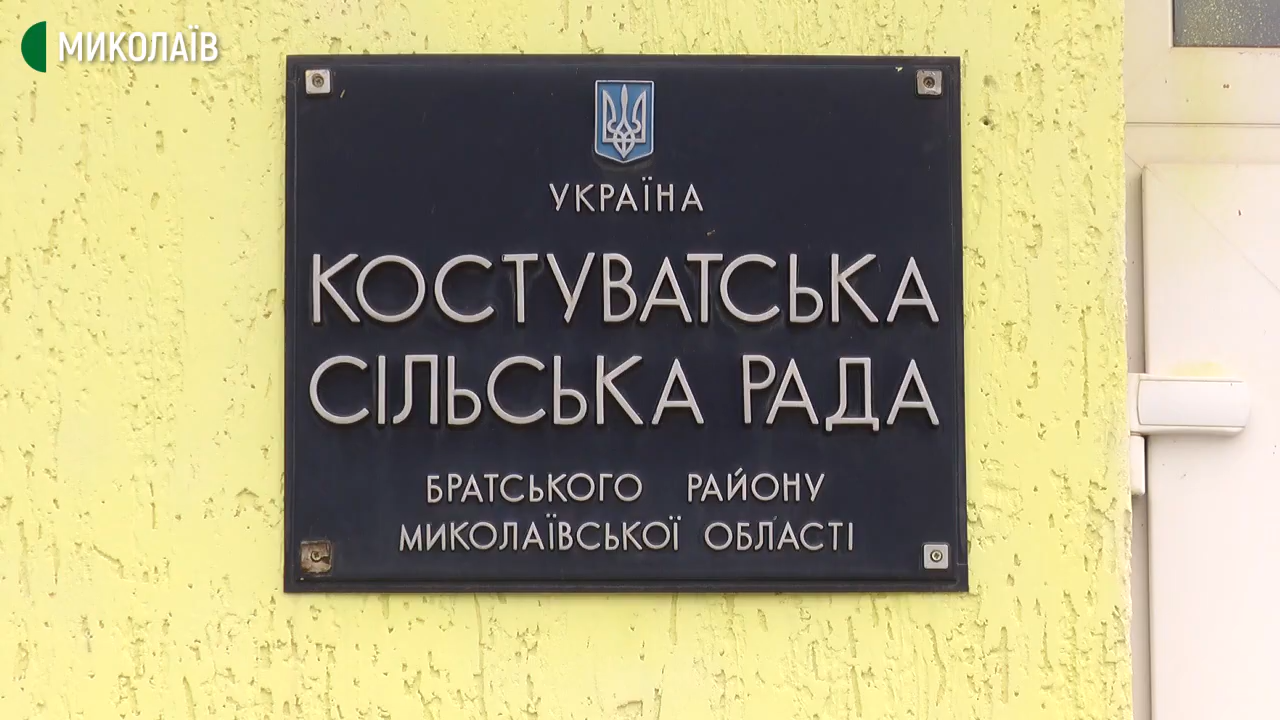 МИКОЛАЇВ
УКРАЇНА
КОСТУВАТСЬКА
СІЛЬСЬКА РАДА
БРАТСЬКОГО РАЙОНУ
МИКОЛАЇВСЬКОЇ ОБЛАСТІ